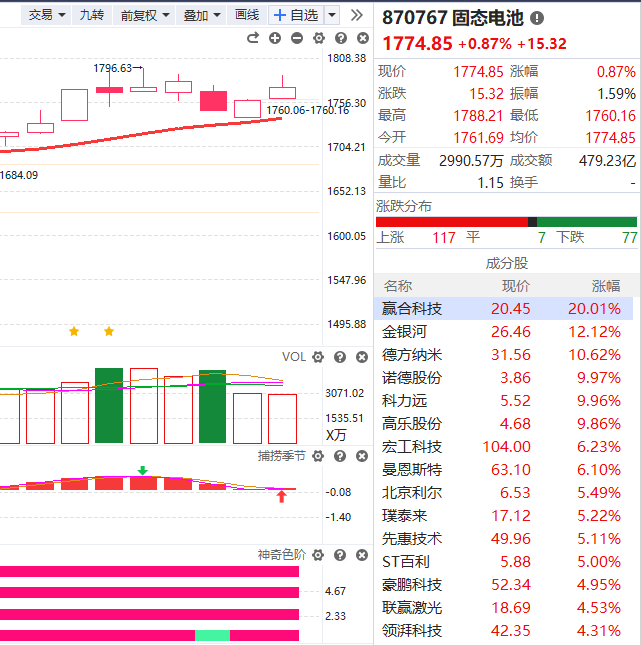 交易 九转 前复权 叠加 画线 自选
1796.63
1760.06-1760.16
1684.09
1808.38
1756.30
1704.21
1652.13
1600.05
1547.96
1495.88
VOL
3071.02
1535.51
X万
捕捞季节
-0.08
-1.40
神奇色阶
4.67
2.33
870767 固态电池
1774.85 +0.87% +15.32
现价 1774.85 涨幅 0.87%
涨跌 15.32 振幅 1.59%
最高 1788.21 最低 1760.16
今开 1761.69 均价 1774.85
成交量 2990.57万 成交额 479.23亿
量比 1.15 换手 -
涨跌分布
上涨 117 平 7 下跌 77
成分股
名称 现价 涨幅
赢合科技 20.45 20.01%
金银河 26.46 12.12%
德方纳米 31.56 10.62%
诺德股份 3.86 9.97%
科力远 5.52 9.96%
高乐股份 4.68 9.86%
宏工科技 104.00 6.23%
曼恩斯特 63.10 6.10%
北京利尔 6.53 5.49%
璞泰来 17.12 5.22%
先惠技术 49.96 5.11%
ST百利 5.88 5.00%
豪鹏科技 52.34 4.95%
联赢激光 18.69 4.53%
领湃科技 42.35 4.31%